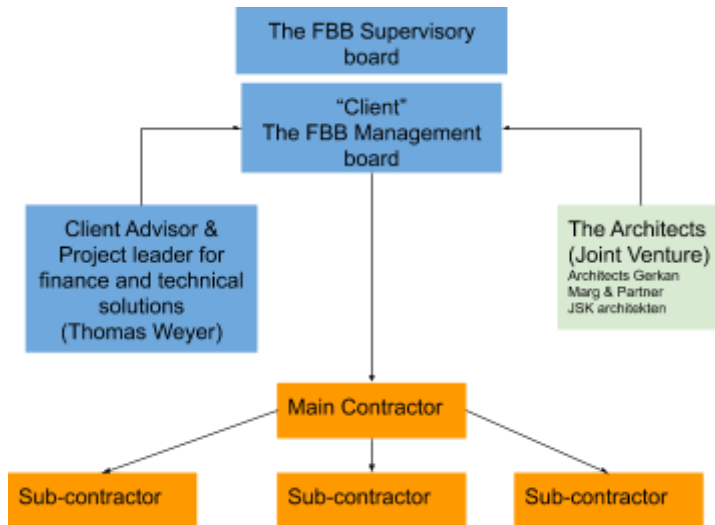 The FBB Supervisory
board
“Client”
The FBB Management
board
Client Advisor &
Project leader for
finance and technical
solutions
(Thomas Weyer)
The Architects
(Joint Venture)
Architects Gerkan
Marg & Partner
JSK architekten
Main Contractor
Sub-contractor
Sub-contractor
Sub-contractor